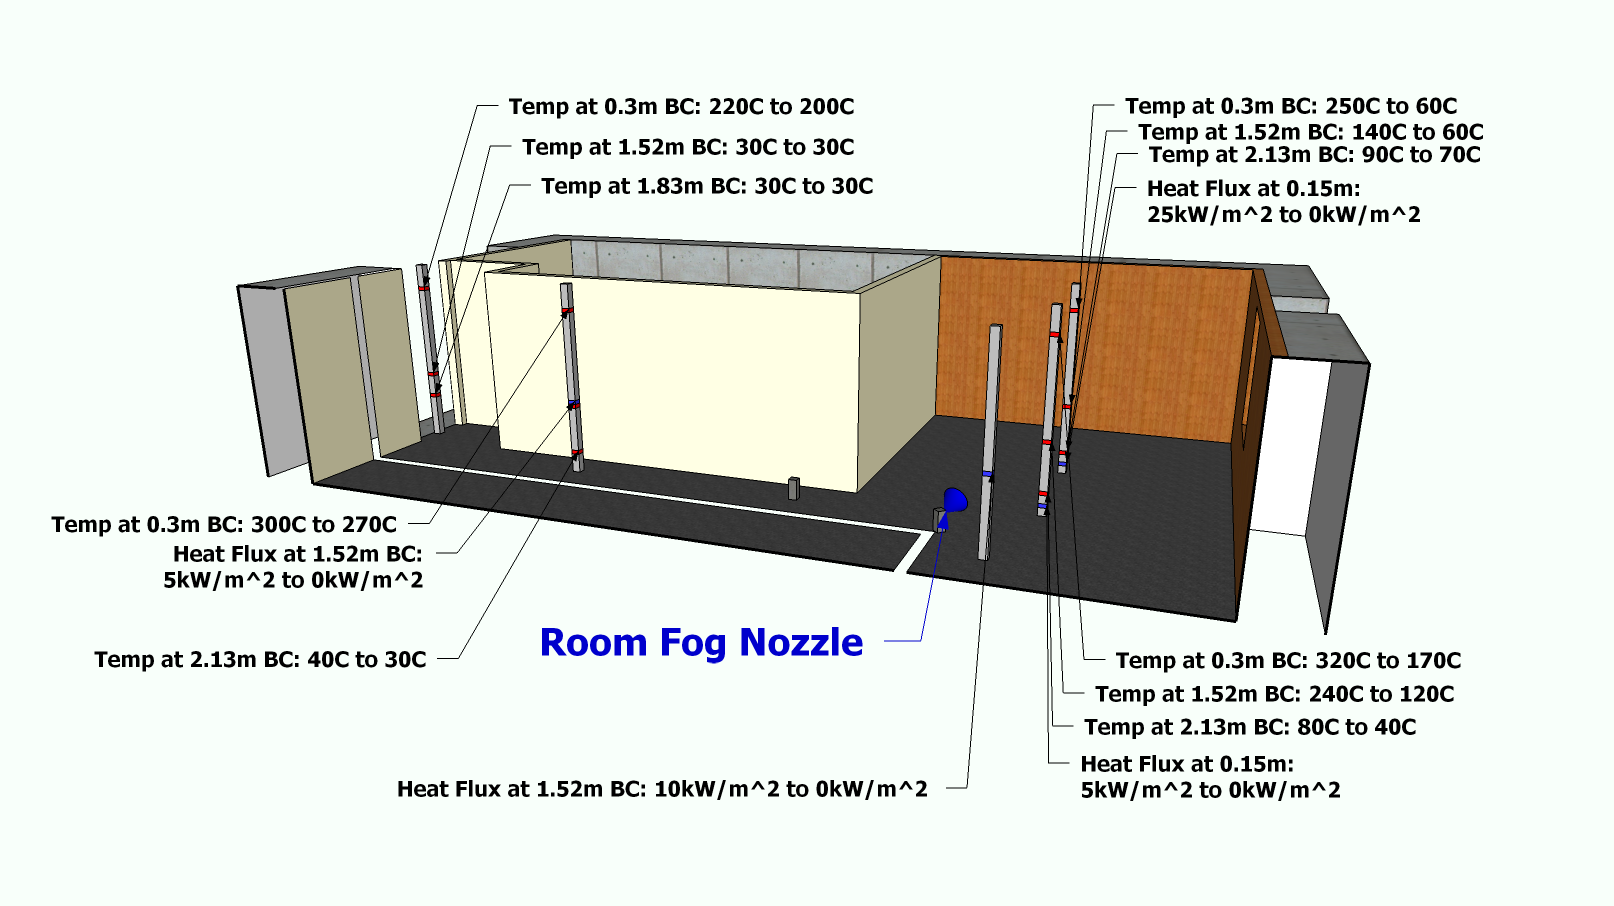 Temp at 0.3m BC: 220C to 200C
Temp at 1.52m BC: 30C to 30C
Temp at 1.83m BC: 30C to 30C
Temp at 0.3m BC: 250C to 60C
Temp at 1.52m BC: 140C to 60C
Temp at 2.13m BC: 90C to 70C
Heat Flux at 0.15m:
25kW/m^2 to 0kW/m^2
Temp at 0.3m BC: 300C to 270C
Heat Flux at 1.52m BC:
5kW/m^2 to 0kW/m^2
Temp at 2.13m BC: 40C to 30C
Room Fog Nozzle
Heat Flux at 1.52m BC: 10kW/m^2 to 0kW/m^2
Temp at 0.3m BC: 320C to 170C
Temp at 1.52m BC: 240C to 120C
Temp at 2.13m BC: 80C to 40C
Heat Flux at 0.15m:
5kW/m^2 to 0kW/m^2